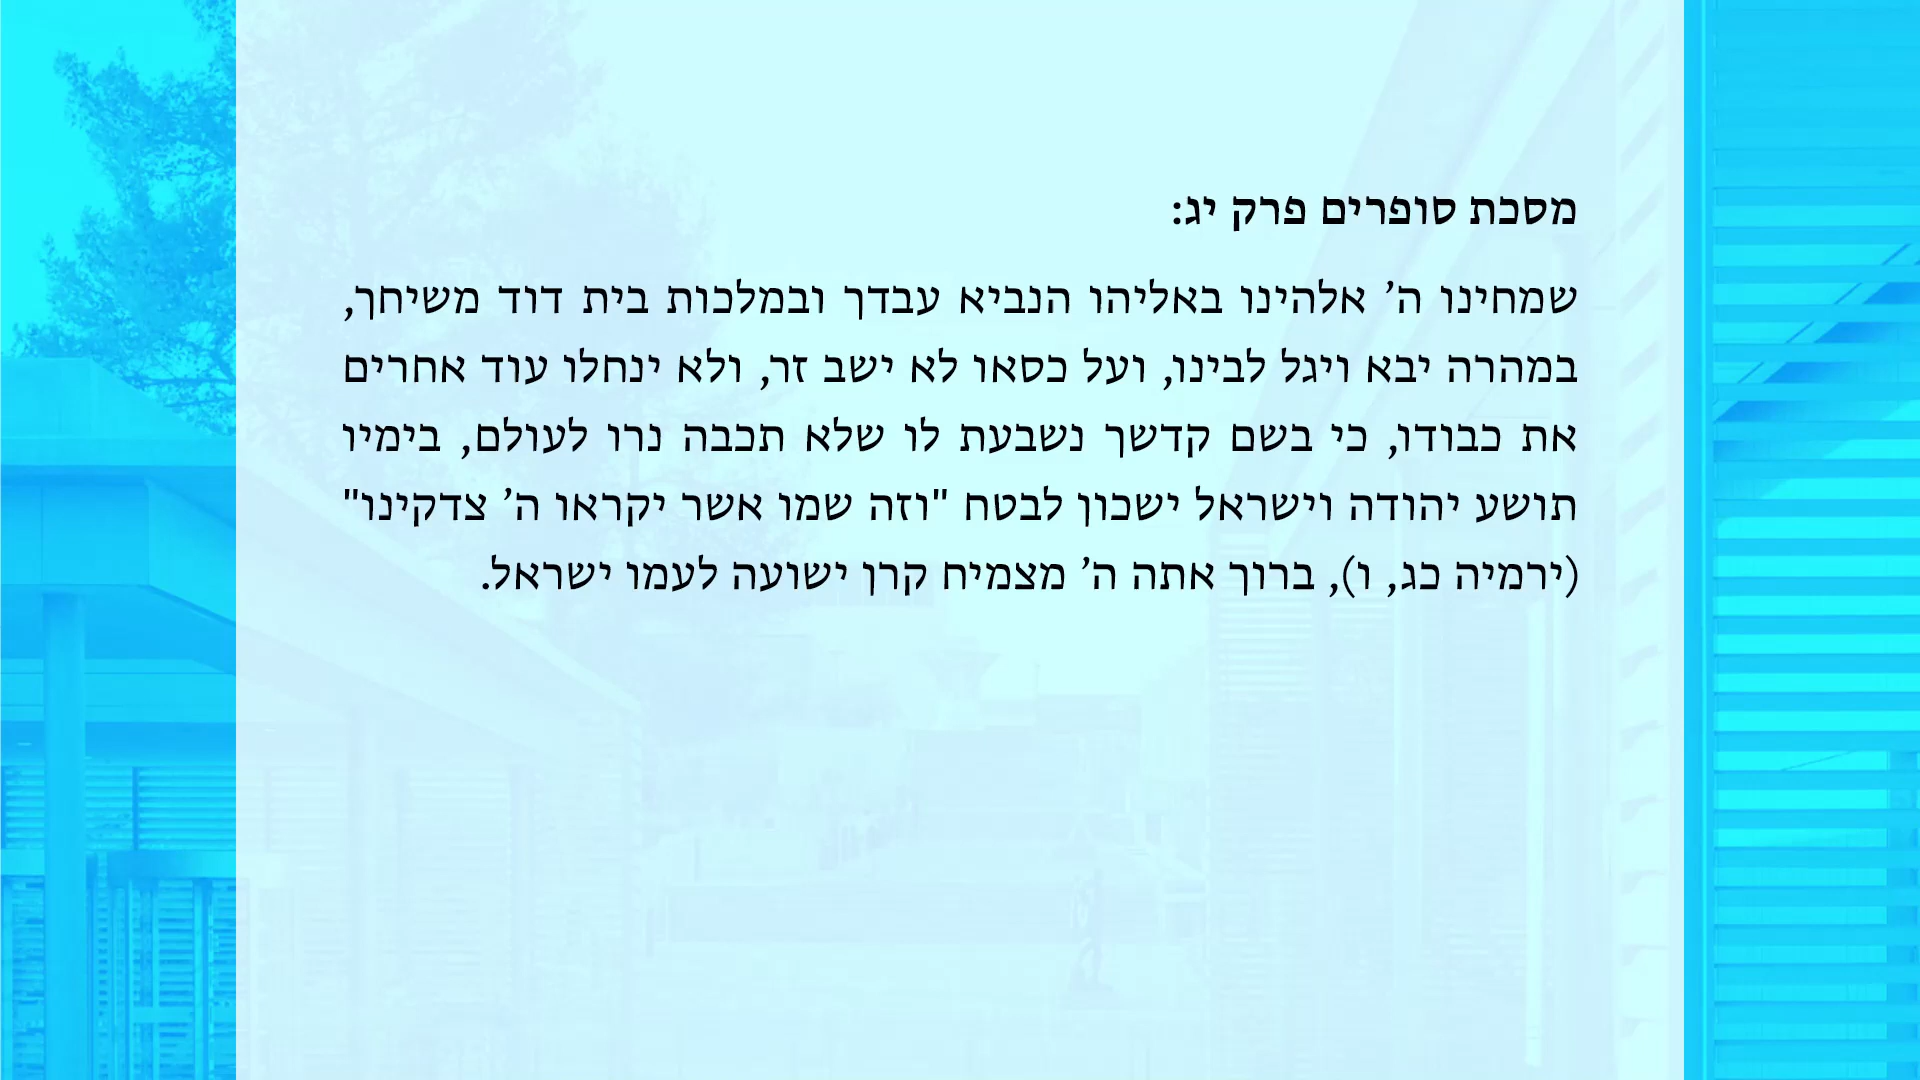 מסכת סופרים פרק יג:
שמחינו ה’ אלהינו באליהו הנביא עבדך ובמלכות בית דוד משיחך,
במהרה יבא ויגל לבינו, ועל כסאו לא ישב זר, ולא ינחלו עוד אחרים
את כבודו, כי בשם קדשך נשבעת לו שלא תכבה נרו לעולם, בימיו
תושע יהודה וישראל ישכון לבטח "וזה שמו אשר יקראו ה’ צדקינו"
(ירמיה כג, ו), ברוך אתה ה’ מצמיח קרן ישועה לעמו ישראל.